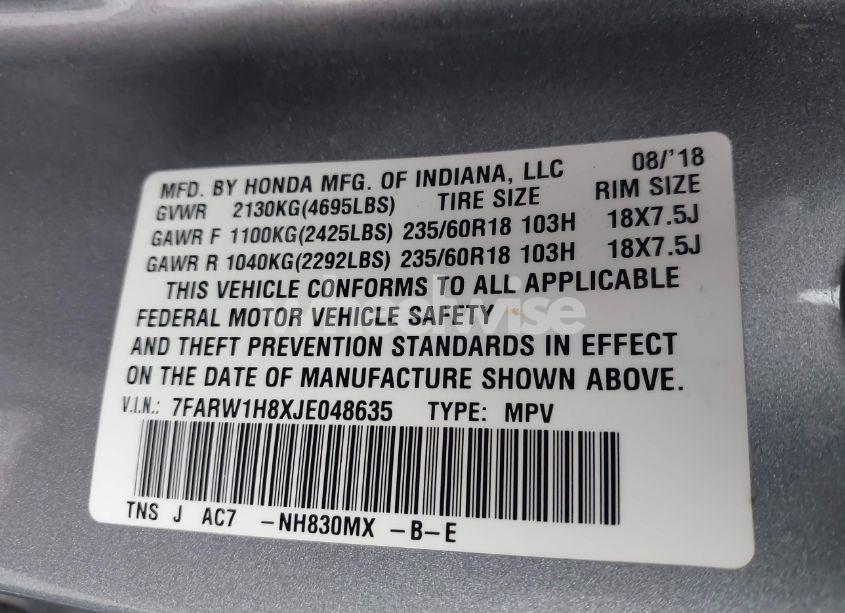 MFD. BY HONDA MFG. OF INDIANA, LLC 08/'18
GVWR 2130KG(4695LBS) TIRE SIZE RIM SIZE
GAWR F 1100KG(2425LBS) 235/60R18 103H 18X7.5J
GAWR R 1040KG(2292LBS) 235/60R18 103H 18X7.5J
THIS VEHICLE CONFORMS TO ALL APPLICABLE
FEDERAL MOTOR VEHICLE SAFETY
AND THEFT PREVENTION STANDARDS IN EFFECT
ON THE DATE OF MANUFACTURE SHOWN ABOVE.
V.I.N.: 7FARW1H8XJE048635 TYPE: MPV
TNS J AC7 -NH830MX -B-E
Wheelwise